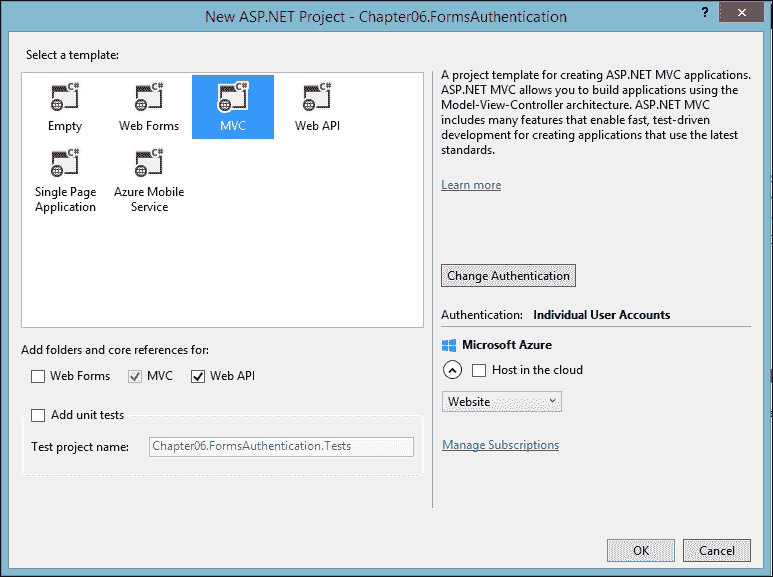 New ASP.NET Project - Chapter06.FormsAuthentication
?
Select a template:
C#
Empty
C#
Web Forms
C#
MVC
C#
Web API
C#
Single Page
Application
C#
Azure Mobile
Service
A project template for creating ASP.NET MVC applications.
ASP.NET MVC allows you to build applications using the
Model-View-Controller architecture. ASP.NET MVC
includes many features that enable fast, test-driven
development for creating applications that use the latest
standards.
Learn more
Change Authentication
Authentication: Individual User Accounts
Microsoft Azure
Host in the cloud
Website
Manage Subscriptions
Add folders and core references for:
Web Forms
MVC
Web API
Add unit tests
Test project name:
Chapter06.FormsAuthentication.Tests
OK
Cancel